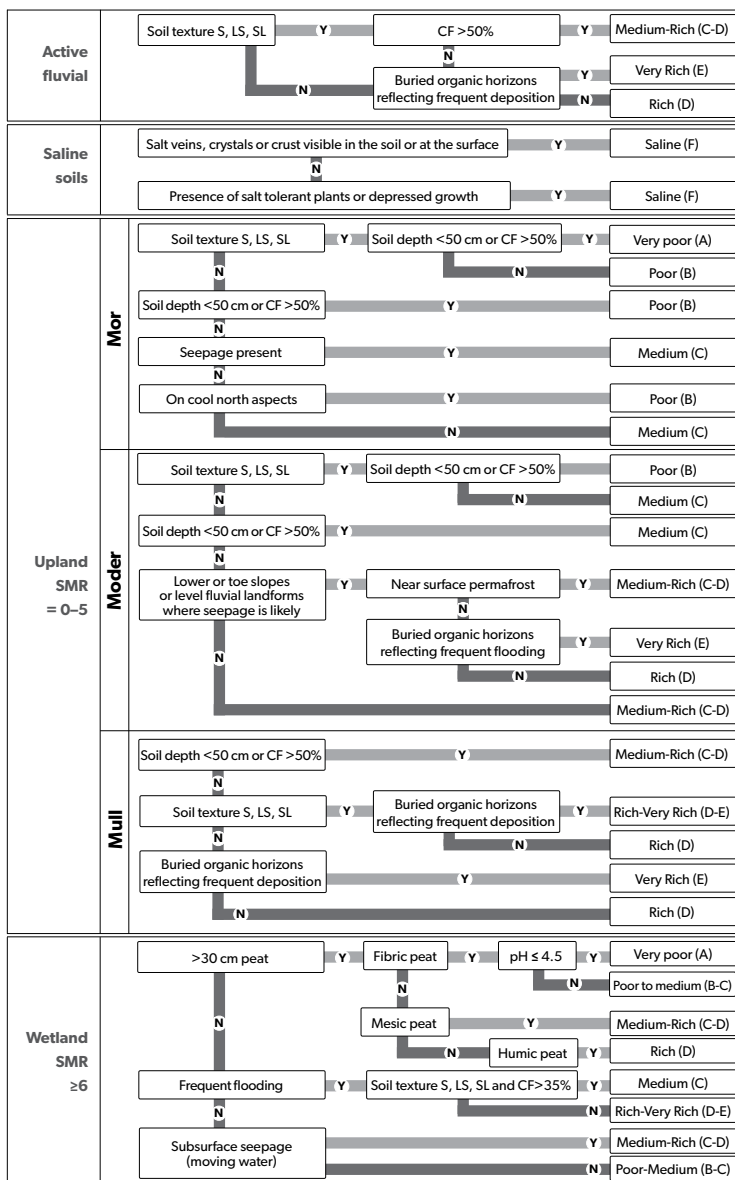 Active
fluvial
Soil texture S, LS, SL
Y
CF >50%
Y
Medium-Rich (C-D)
N
N
Buried organic horizons
reflecting frequent deposition
Y
Very Rich (E)
N
Rich (D)
Saline
soils
Salt veins, crystals or crust visible in the soil or at the surface
Y
Saline (F)
N
Presence of salt tolerant plants or depressed growth
Y
Saline (F)
Upland
SMR
= 0–5
Mor
Soil texture S, LS, SL
Y
Soil depth <50 cm or CF >50%
Y
Very poor (A)
N
N
Poor (B)
Soil depth <50 cm or CF >50%
Y
Poor (B)
N
Seepage present
Y
Medium (C)
N
On cool north aspects
Y
Poor (B)
N
Medium (C)
Moder
Soil texture S, LS, SL
Y
Soil depth <50 cm or CF >50%
Poor (B)
N
N
Medium (C)
Soil depth <50 cm or CF >50%
Y
Medium (C)
N
Lower or toe slopes
or level fluvial landforms
where seepage is likely
Y
Near surface permafrost
Y
Medium-Rich (C-D)
N
Buried organic horizons
reflecting frequent flooding
Y
Very Rich (E)
N
N
Rich (D)
Medium-Rich (C-D)
Mull
Soil depth <50 cm or CF >50%
Y
Medium-Rich (C-D)
N
Soil texture S, LS, SL
Y
Buried organic horizons
reflecting frequent deposition
Y
Rich-Very Rich (D-E)
N
N
Rich (D)
Buried organic horizons
reflecting frequent deposition
Y
Very Rich (E)
N
Rich (D)
Wetland
SMR
≥6
>30 cm peat
Y
Fibric peat
Y
pH ≤ 4.5
Y
Very poor (A)
N
N
Poor to medium (B-C)
N
Mesic peat
Y
Medium-Rich (C-D)
N
Humic peat
Y
Rich (D)
Frequent flooding
Y
Soil texture S, LS, SL and CF>35%
Y
Medium (C)
N
N
Rich-Very Rich (D-E)
Subsurface seepage
(moving water)
Y
Medium-Rich (C-D)
N
Poor-Medium (B-C)